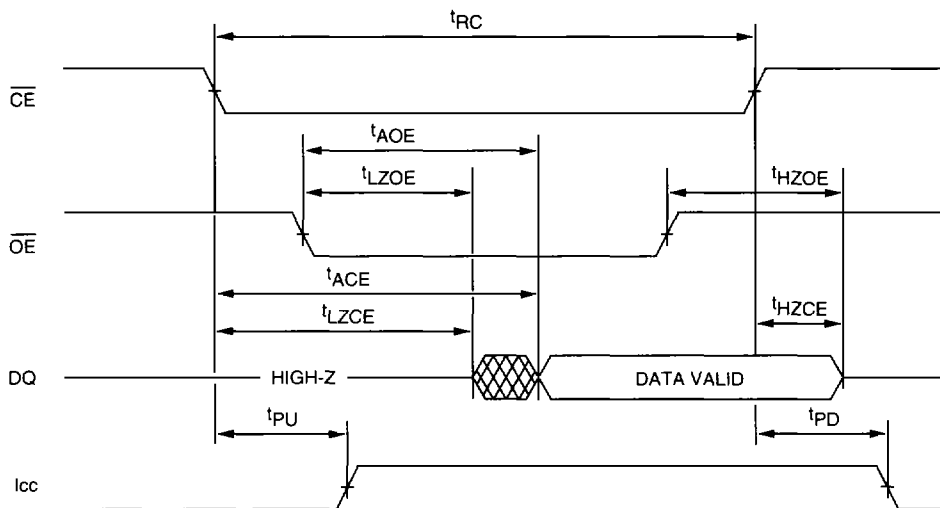 tRC
CE
tAOE
tLZOE
tHZOE
OE
tACE
tLZCE
tHZCE
DQ
HIGH-Z
DATA VALID
tPU
tPD
Icc